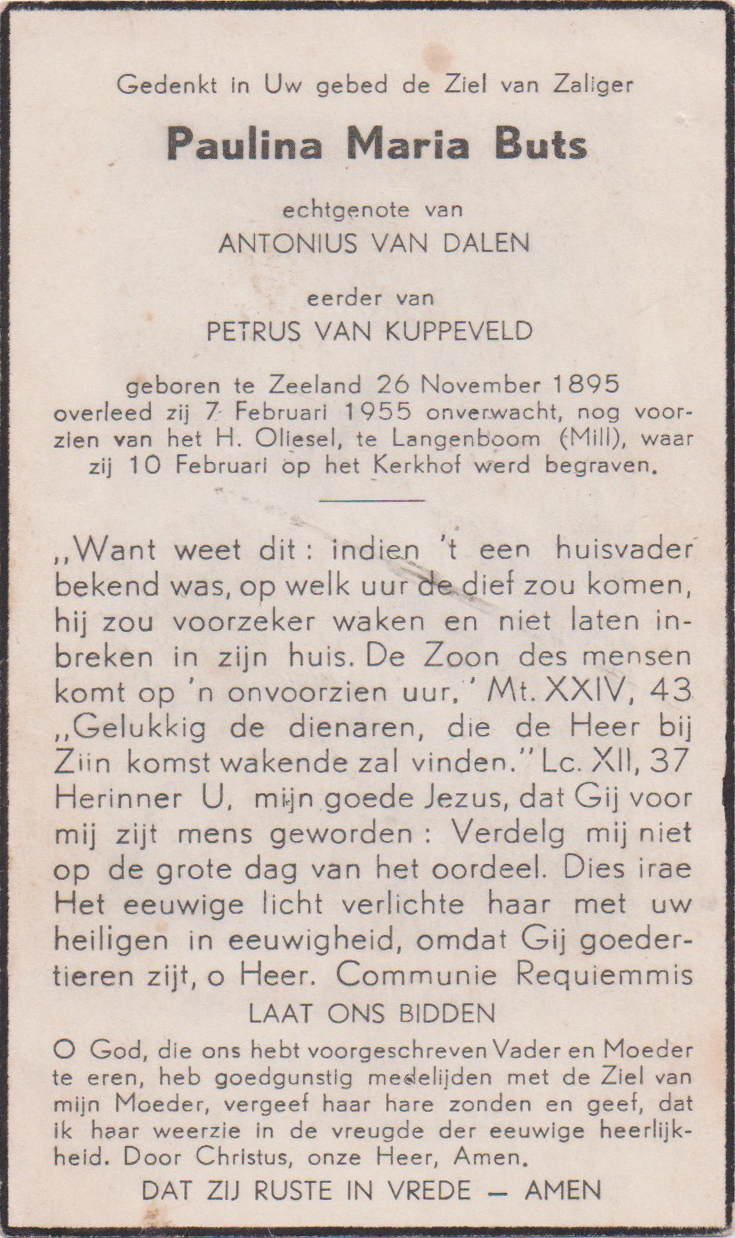 Gedenkt in Uw gebed de Ziel van Zaliger
Paulina Maria Buts
echtgenote van
ANTONIUS VAN DALEN
eerder van
PETRUS VAN KUPPEVELD
geboren te Zeeland 26 November 1895
overleed zij 7 Februari 1955 onverwacht, nog voor-
zien van het H. Oliesel, te Langenboom (Mill), waar
zij 10 Februari op het Kerkhof werd begraven.
„Want weet dit : indien 't een huisvader
bekend was, op welk uur de dief zou komen,
hij zou voorzeker waken en niet laten in-
breken in zijn huis. De Zoon des mensen
komt op 'n onvoorzien uur.' Mt. XXIV, 43
„Gelukkig de dienaren, die de Heer bij
Ziin komst wakende zal vinden." Lc. XII, 37
Herinner U, mijn goede Jezus, dat Gij voor
mij zijt mens geworden : Verdelg mij niet
op de grote dag van het oordeel. Dies irae
Het eeuwige licht verlichte haar met uw
heiligen in eeuwigheid, omdat Gij goeder-
tieren zijt, o Heer. Communie Requiemmis
LAAT ONS BIDDEN
O God, die ons hebt voorgeschreven Vader en Moeder
te eren, heb goedgunstig medelijden met de Ziel van
mijn Moeder, vergeef haar hare zonden en geef, dat
ik haar weerzie in de vreugde der eeuwige heerlijk-
heid. Door Christus, onze Heer, Amen.
DAT ZIJ RUSTE IN VREDE — AMEN